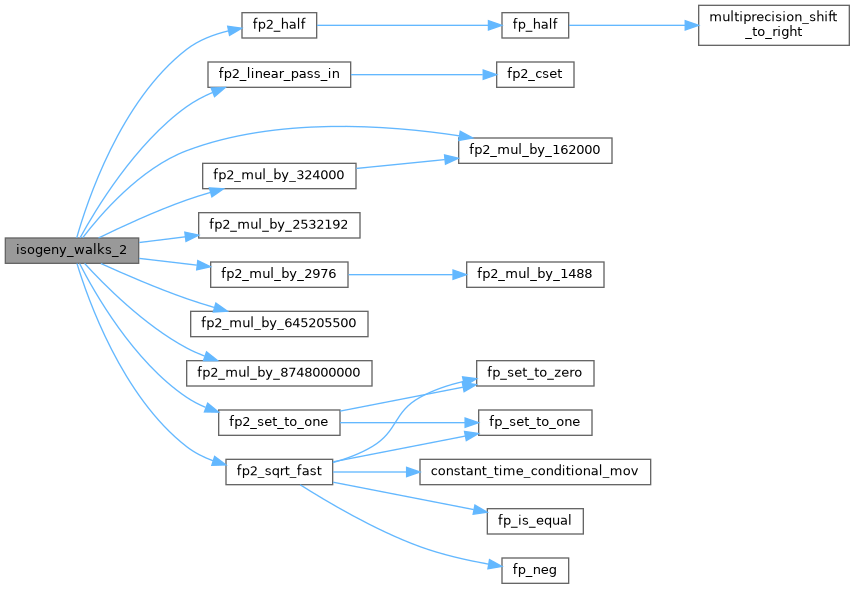 isogeny_walks_2
fp2_half
fp_half
multiprecision_shift
_to_right
fp2_linear_pass_in
fp2_cset
fp2_mul_by_162000
fp2_mul_by_324000
fp2_mul_by_2532192
fp2_mul_by_2976
fp2_mul_by_1488
fp2_mul_by_645205500
fp2_mul_by_8748000000
fp_set_to_zero
fp2_set_to_one
fp_set_to_one
fp2_sqrt_fast
constant_time_conditional_mov
fp_is_equal
fp_neg